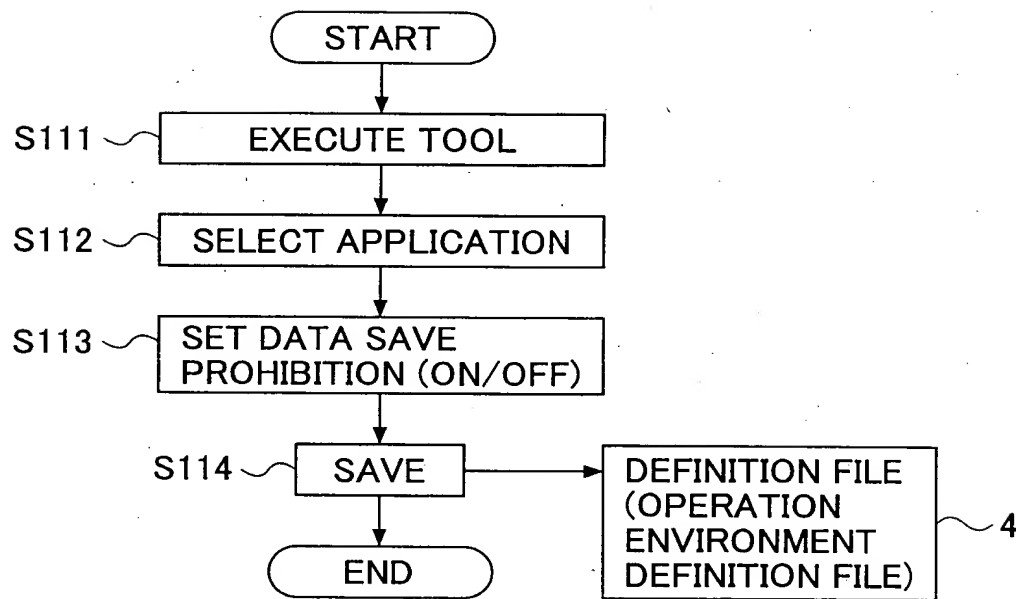 START
S111
EXECUTE TOOL
S112
SELECT APPLICATION
S113
SET DATA SAVE
PROHIBITION (ON/OFF)
S114
SAVE
DEFINITION FILE
(OPERATION
ENVIRONMENT
DEFINITION FILE)
4
END